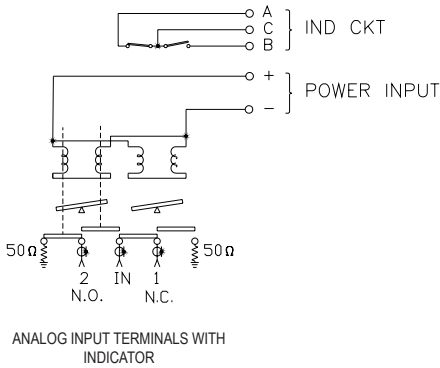 A
C IND CKT
B
+
POWER INPUT
−
50Ω 50Ω
2 IN 1
N.O. N.C.
ANALOG INPUT TERMINALS WITH
INDICATOR